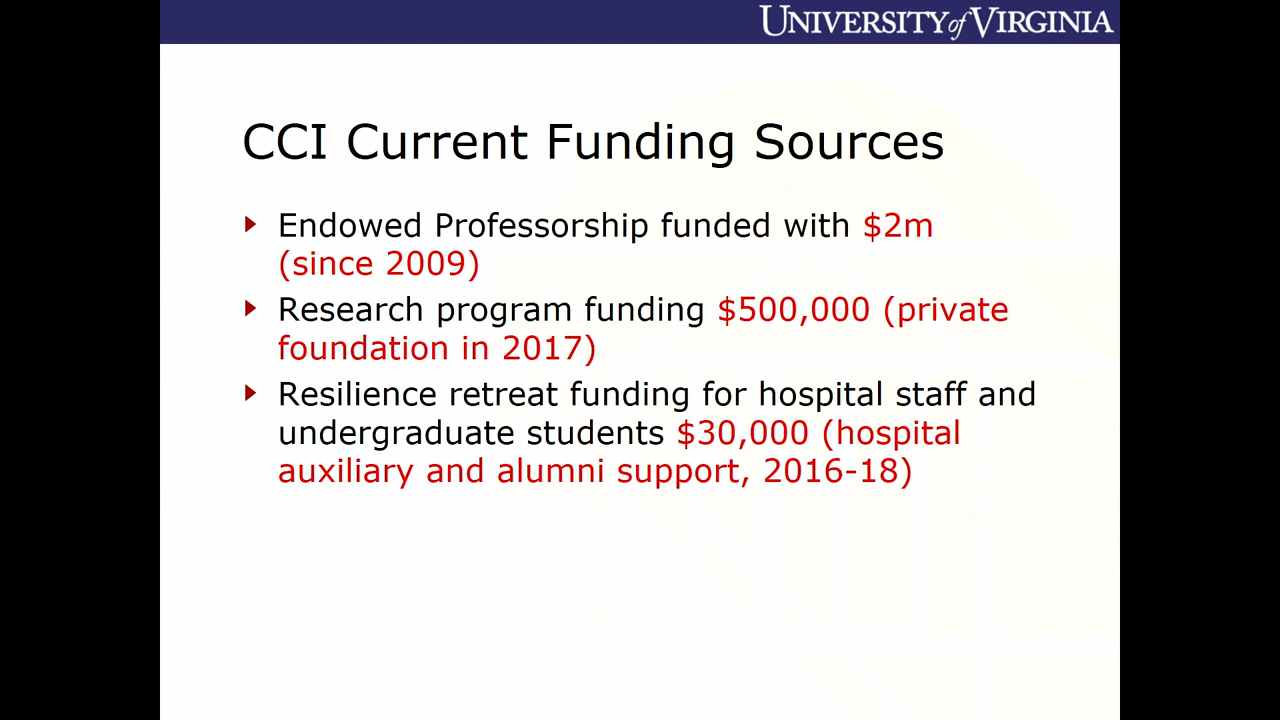 UNIVERSITY of VIRGINIA
CCI Current Funding Sources
Endowed Professorship funded with $2m
(since 2009)
Research program funding $500,000 (private
foundation in 2017)
Resilience retreat funding for hospital staff and
undergraduate students $30,000 (hospital
auxiliary and alumni support, 2016-18)